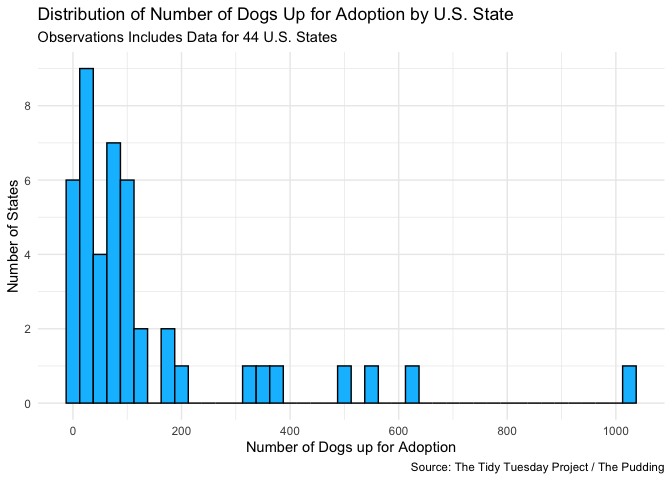 Distribution of Number of Dogs Up for Adoption by U.S. State
Observations Includes Data for 44 U.S. States
Number of States
8
6
4
2
0
0 200 400 600 800 1000
Number of Dogs up for Adoption
Source: The Tidy Tuesday Project / The Pudding